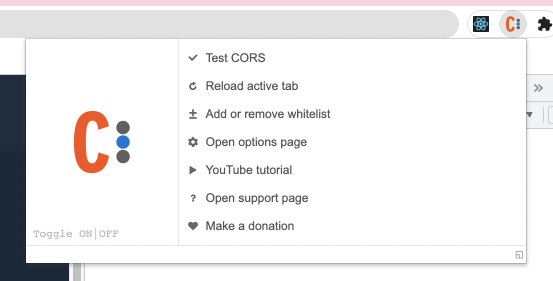 C:
Test CORS
Reload active tab
Add or remove whitelist
Open options page
YouTube tutorial
? Open support page
Make a donation
Toggle ON|OFF